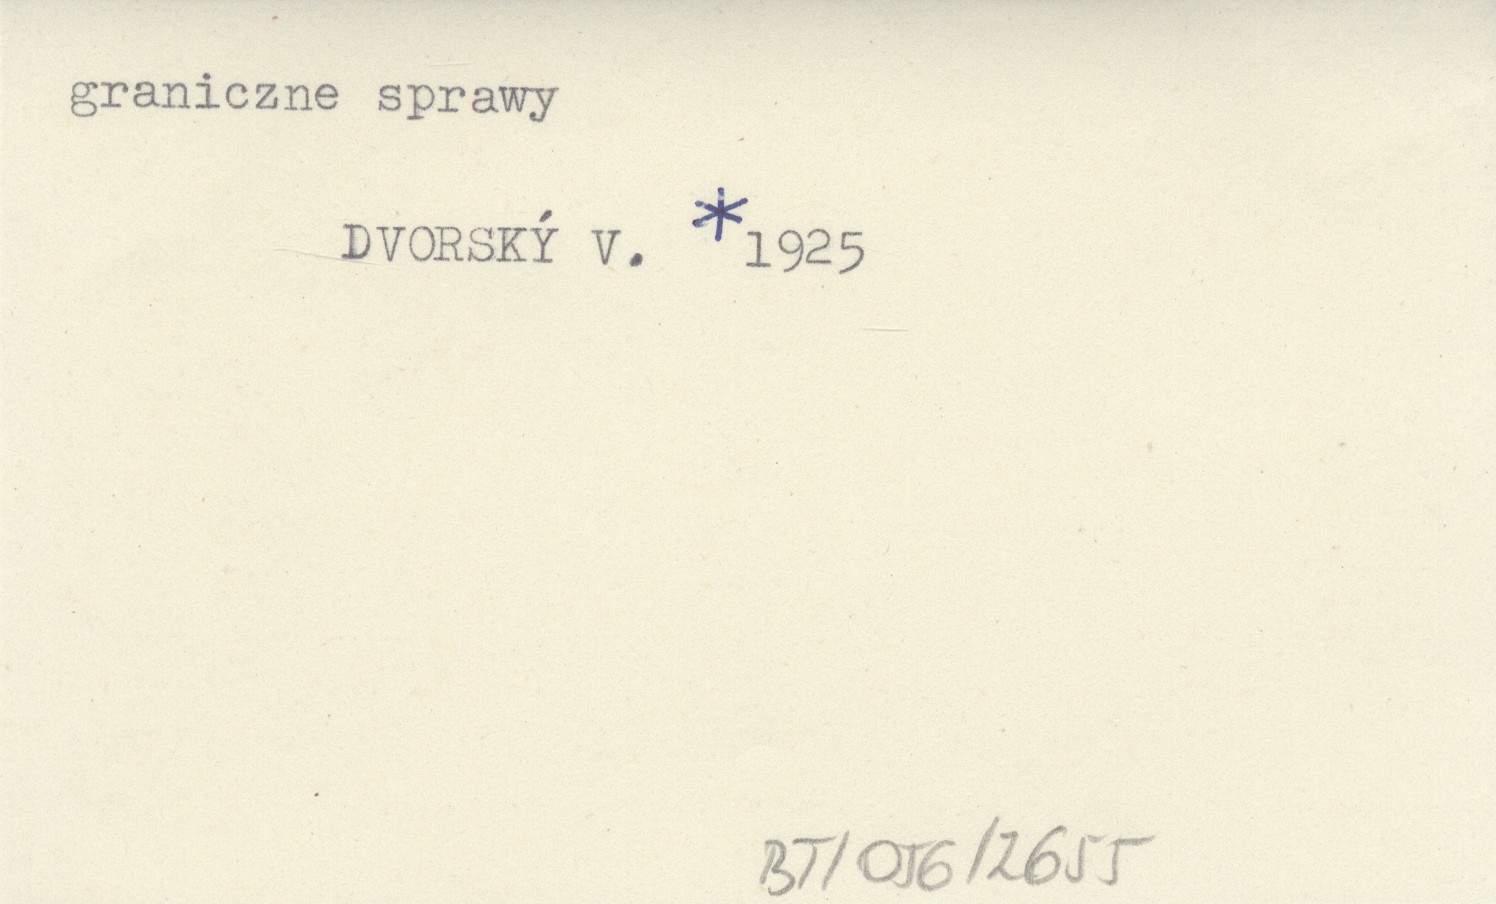 graniczne sprawy
DVORSKÝ V. *1925
BT/056/2655